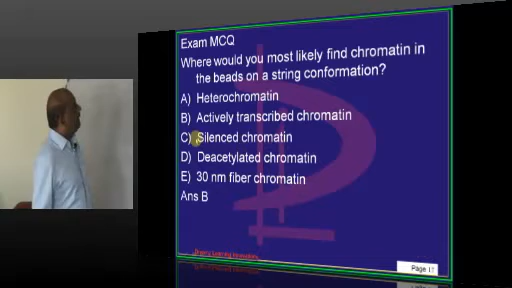 Exam MCQ
Where would you most likely find chromatin in
the beads on a string conformation?
A) Heterochromatin
B) Actively transcribed chromatin
C) Silenced chromatin
D) Deacetylated chromatin
E) 30 nm fiber chromatin
Ans B
Page 17